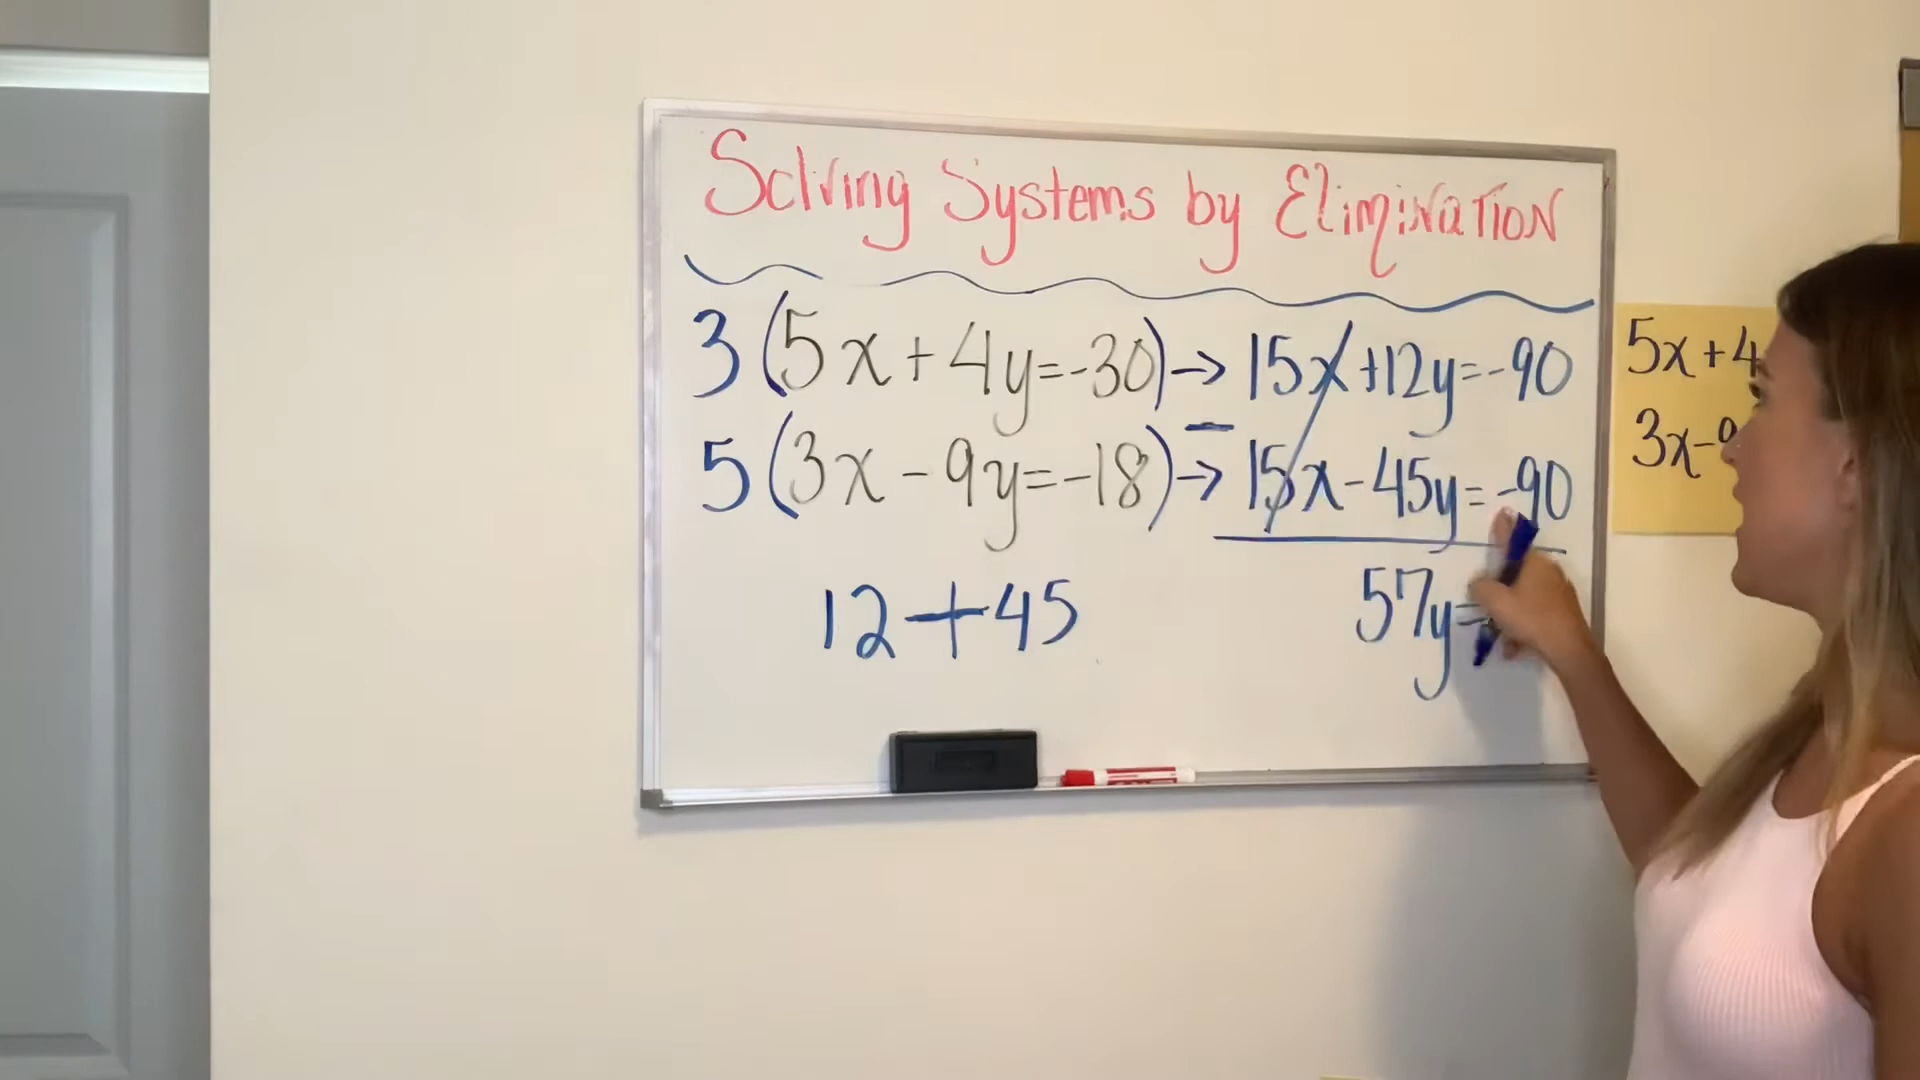 Solving Systems by Elimination
3(5x+4y=-30)→15x+12y=-90
5(3x-9y=-18)→15x-45y=-90
12+45
57y=
5x+4
3x-9